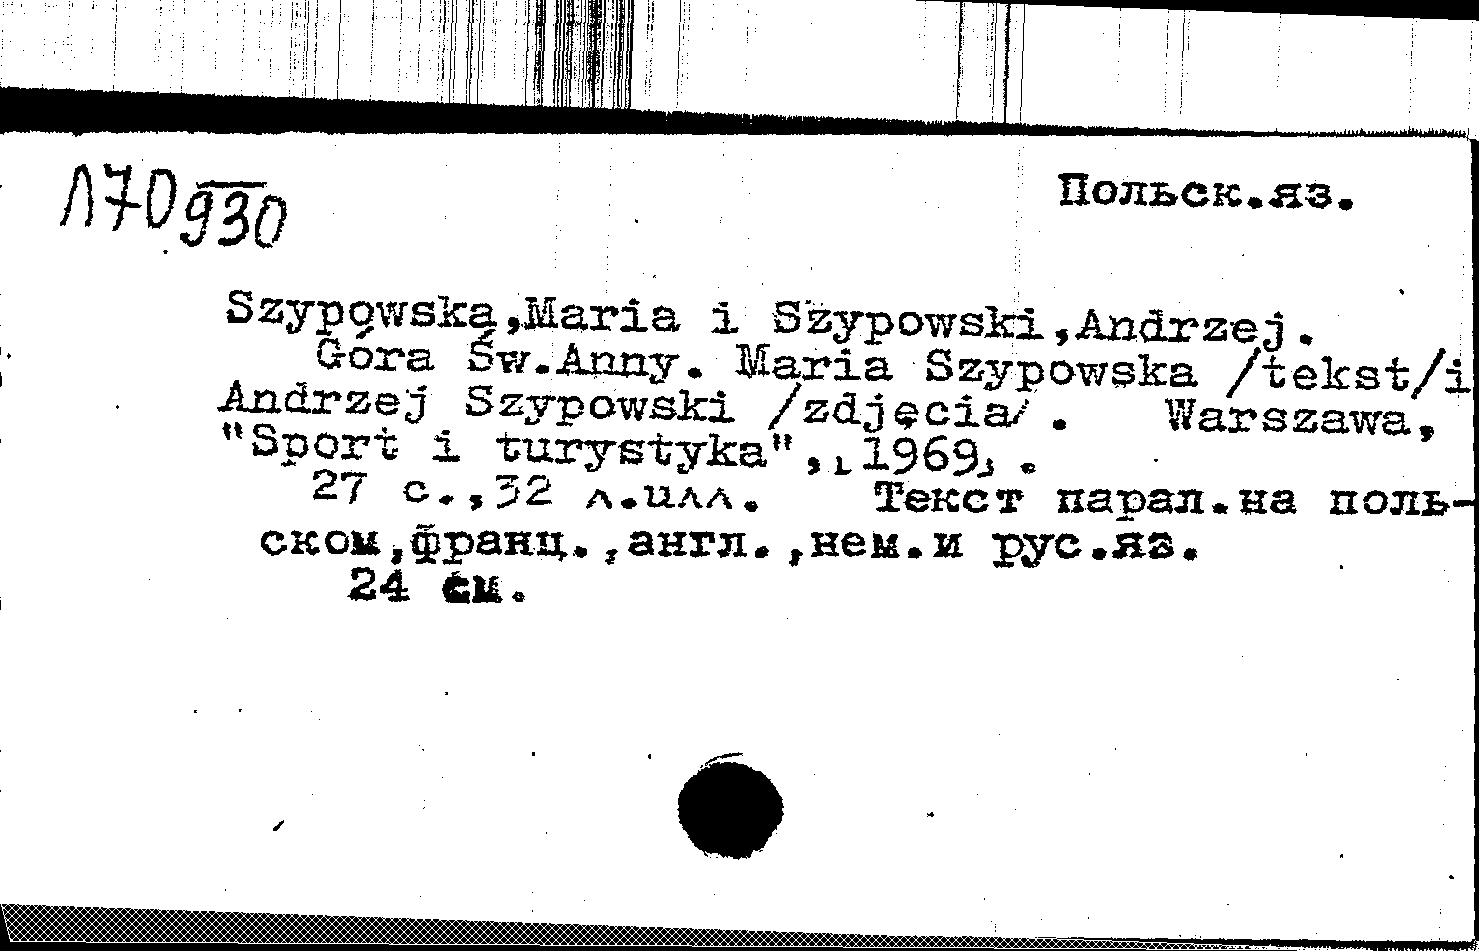 Л70 930
Польск.яз.
Szypowska,Maria i Szypowski,Andrzej.
Góra Św.Anny. Maria Szypowska /tekst/i
Andrzej Szypowski /zdjęcia/. Warszawa,
"Sport i turystyka",[1969].
27 с.,32 л.илл. Текст парал.на поль-
ском,франц.,англ.,нем.и рус.яз.
24 см.